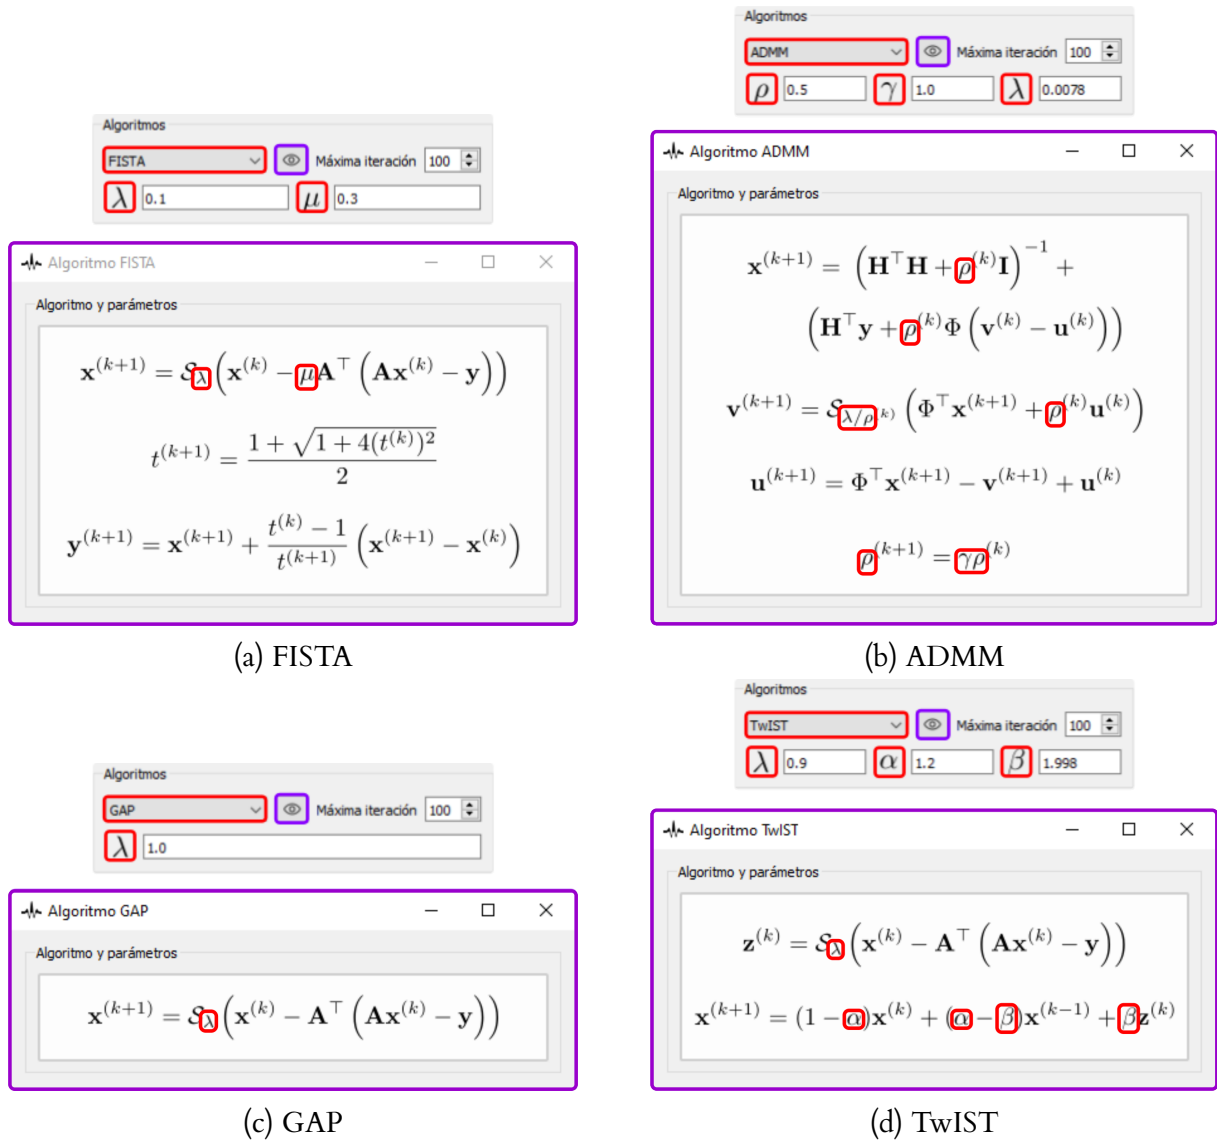 Algoritmos
FISTA Máxima iteración 100
λ 0.1 μ 0.3
Algoritmo FISTA
Algoritmo y parámetros
x^{(k+1)} = S_λ ( x^{(k)} − μA^⊤ ( Ax^{(k)} − y ) )
t^{(k+1)} = \frac{1 + \sqrt{1 + 4(t^{(k)})^2}}{2}
y^{(k+1)} = x^{(k+1)} + \frac{t^{(k)} − 1}{t^{(k+1)}} ( x^{(k+1)} − x^{(k)} )
(a) FISTA
Algoritmos
ADMM Máxima iteración 100
ρ 0.5 γ 1.0 λ 0.0078
Algoritmo ADMM
Algoritmo y parámetros
x^{(k+1)} = ( H^⊤H + ρ^{(k)}I )^{−1} +
( H^⊤y + ρ^{(k)}Φ ( v^{(k)} − u^{(k)} ) )
v^{(k+1)} = S_{λ/ρ^{(k)}} ( Φ^⊤x^{(k+1)} + ρ^{(k)}u^{(k)} )
u^{(k+1)} = Φ^⊤x^{(k+1)} − v^{(k+1)} + u^{(k)}
ρ^{(k+1)} = γρ^{(k)}
(b) ADMM
Algoritmos
GAP Máxima iteración 100
λ 1.0
Algoritmo GAP
Algoritmo y parámetros
x^{(k+1)} = S_λ ( x^{(k)} − A^⊤ ( Ax^{(k)} − y ) )
(c) GAP
Algoritmos
TwIST Máxima iteración 100
λ 0.9 α 1.2 β 1.998
Algoritmo TwIST
Algoritmo y parámetros
z^{(k)} = S_λ ( x^{(k)} − A^⊤ ( Ax^{(k)} − y ) )
x^{(k+1)} = (1 − α)x^{(k)} + (α − β)x^{(k−1)} + βz^{(k)}
(d) TwIST